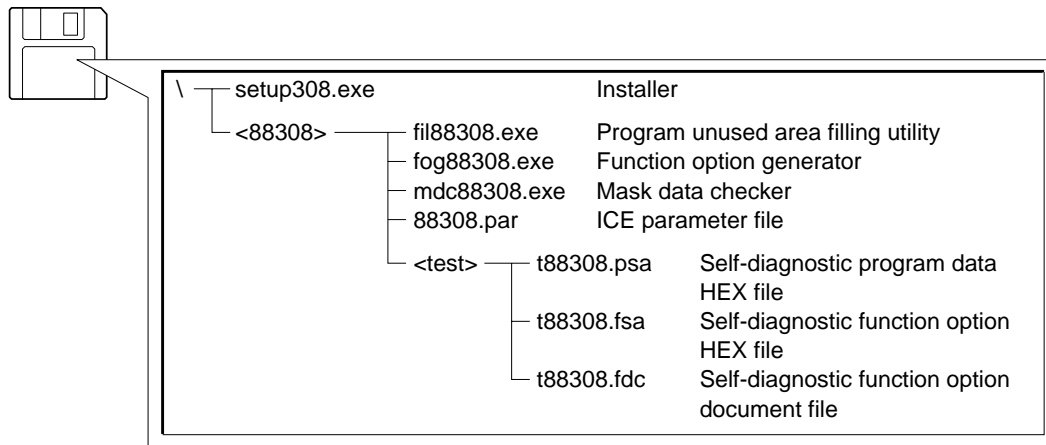 \ setup308.exe Installer
<88308> fil88308.exe Program unused area filling utility
fog88308.exe Function option generator
mdc88308.exe Mask data checker
88308.par ICE parameter file
<test> t88308.psa Self-diagnostic program data
HEX file
t88308.fsa Self-diagnostic function option
HEX file
t88308.fdc Self-diagnostic function option
document file